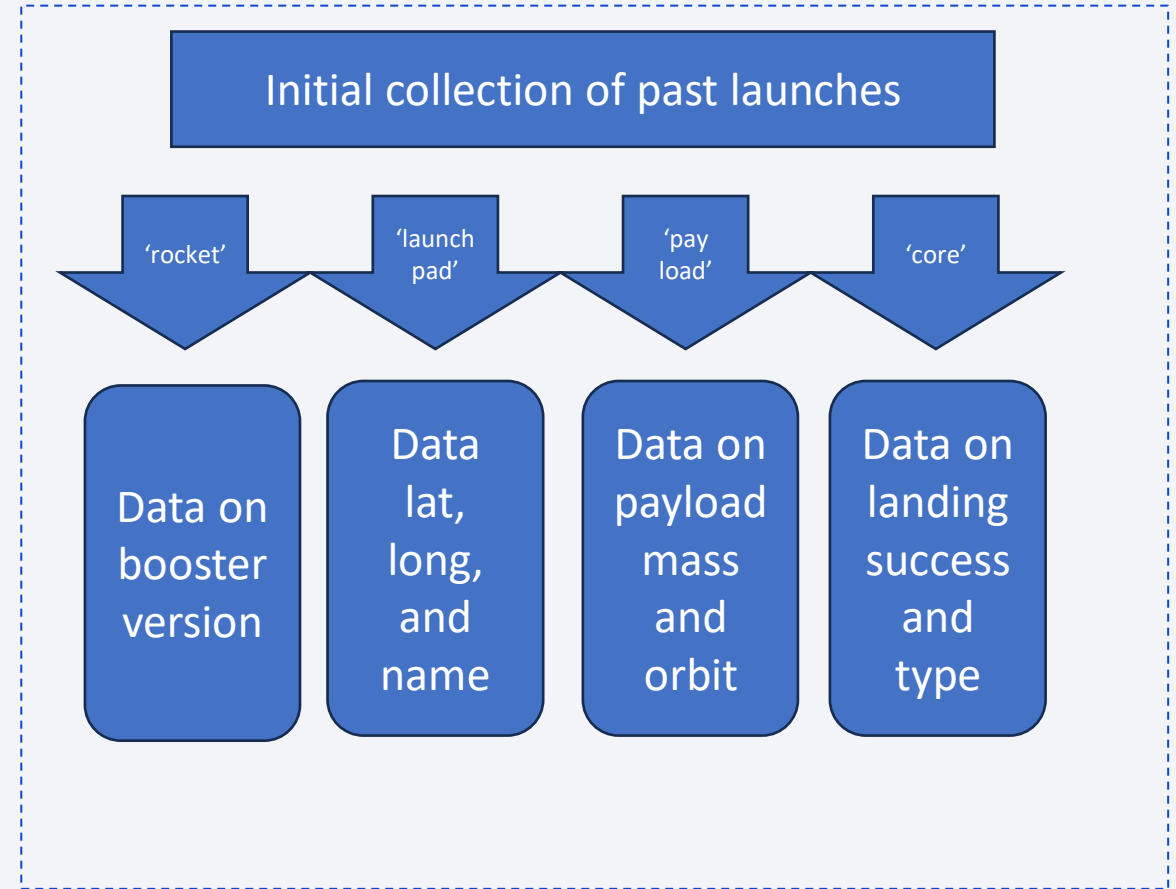 Initial collection of past launches
‘rocket’
‘launch
pad’
‘pay
load’
‘core’
Data on
booster
version
Data
lat,
long,
and
name
Data on
payload
mass
and
orbit
Data on
landing
success
and
type